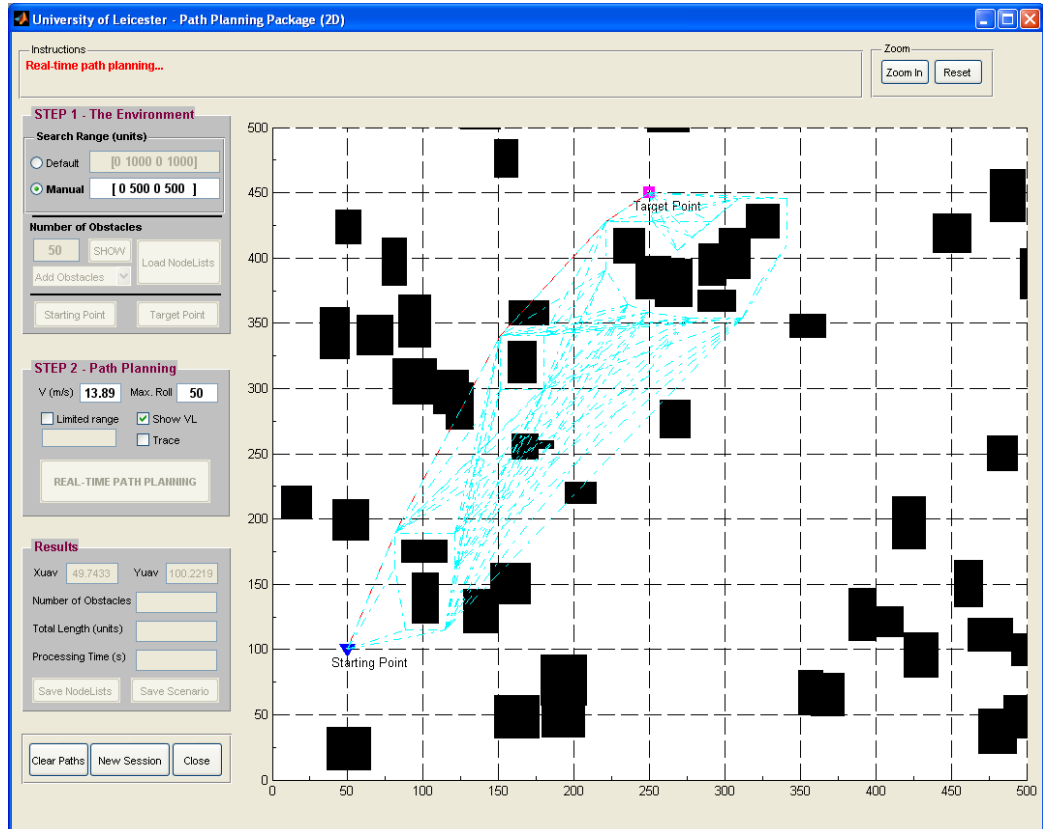 University of Leicester - Path Planning Package (2D)
Instructions
Real-time path planning...
Zoom
Zoom In
Reset
STEP 1 - The Environment
Search Range (units)
Default
[0 1000 0 1000]
Manual
[ 0 500 0 500 ]
Number of Obstacles
50
SHOW
Load NodeLists
Add Obstacles
Starting Point
Target Point
STEP 2 - Path Planning
V (m/s)
13.89
Max. Roll
50
Limited range
Show VL
Trace
REAL-TIME PATH PLANNING
Results
Xuav
49.7433
Yuav
100.2219
Number of Obstacles
Total Length (units)
Processing Time (s)
Save NodeLists
Save Scenario
Clear Paths
New Session
Close
500
450
400
350
300
250
200
150
100
50
0
Target Point
Starting Point
0 50 100 150 200 250 300 350 400 450 500